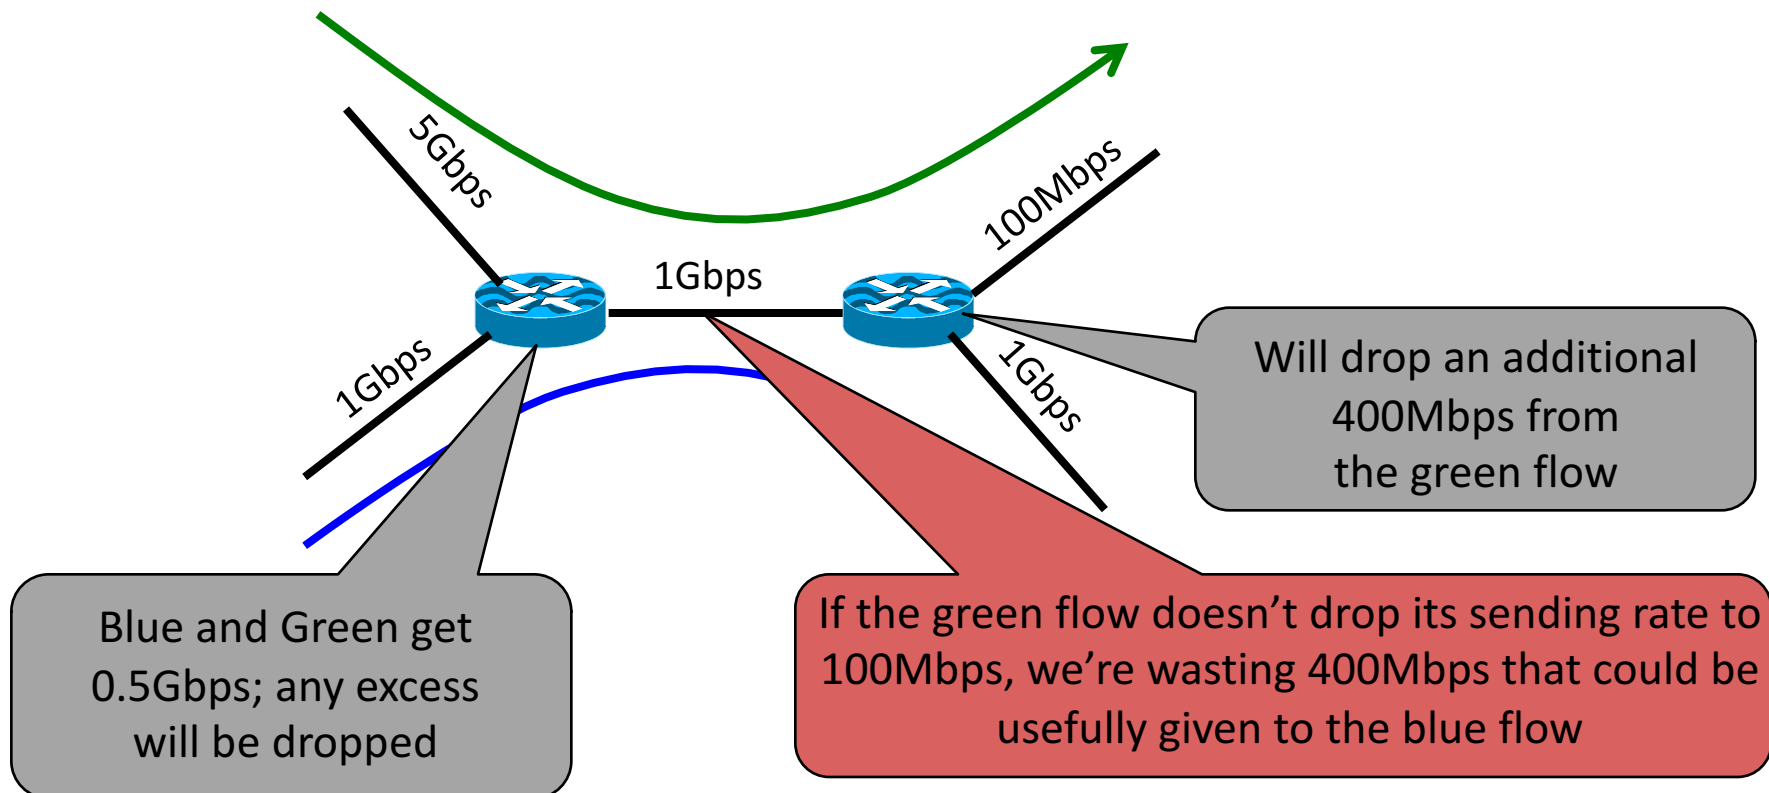 5Gbps
100Mbps
1Gbps
1Gbps
1Gbps
Will drop an additional
400Mbps from
the green flow
Blue and Green get
0.5Gbps; any excess
will be dropped
If the green flow doesn’t drop its sending rate to
100Mbps, we’re wasting 400Mbps that could be
usefully given to the blue flow